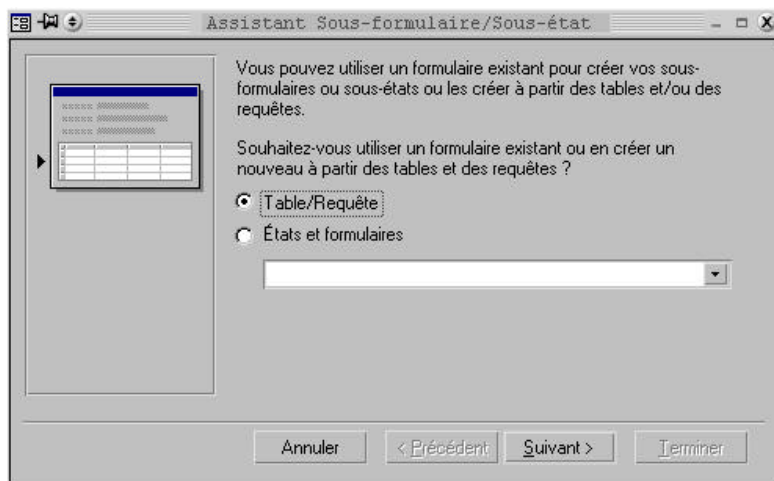 Assistant Sous-formulaire/Sous-état
Vous pouvez utiliser un formulaire existant pour créer vos sous-
formulaires ou sous-états ou les créer à partir des tables et/ou des
requêtes.
Souhaitez-vous utiliser un formulaire existant ou en créer un
nouveau à partir des tables et des requêtes ?
Table/Requête
États et formulaires
Annuler
< Précédent
Suivant >
Terminer